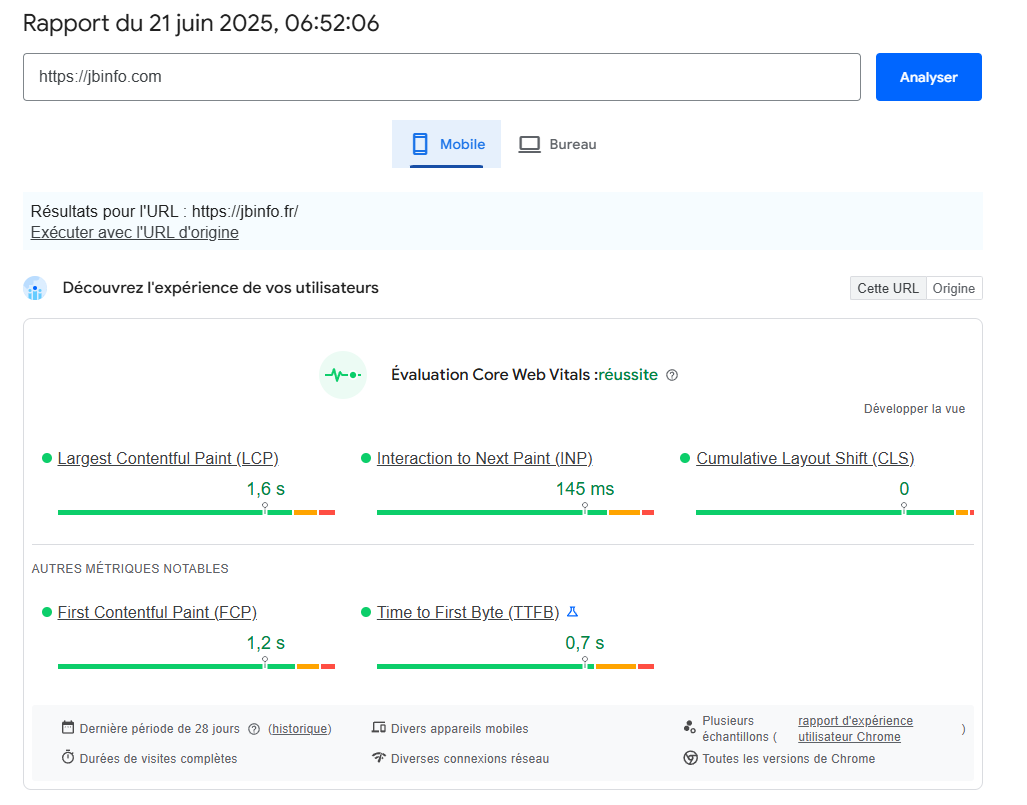 Rapport du 21 juin 2025, 06:52:06
https://jbinfo.com
Analyser
Mobile
Bureau
Résultats pour l'URL : https://jbinfo.fr/
Exécuter avec l'URL d'origine
Découvrez l'expérience de vos utilisateurs
Cette URL
Origine
Évaluation Core Web Vitals :réussite
Développer la vue
Largest Contentful Paint (LCP)
1,6 s
Interaction to Next Paint (INP)
145 ms
Cumulative Layout Shift (CLS)
0
AUTRES MÉTRIQUES NOTABLES
First Contentful Paint (FCP)
1,2 s
Time to First Byte (TTFB)
0,7 s
Dernière période de 28 jours (historique)
Divers appareils mobiles
Plusieurs
échantillons (
rapport d'expérience
utilisateur Chrome
)
Durées de visites complètes
Diverses connexions réseau
Toutes les versions de Chrome